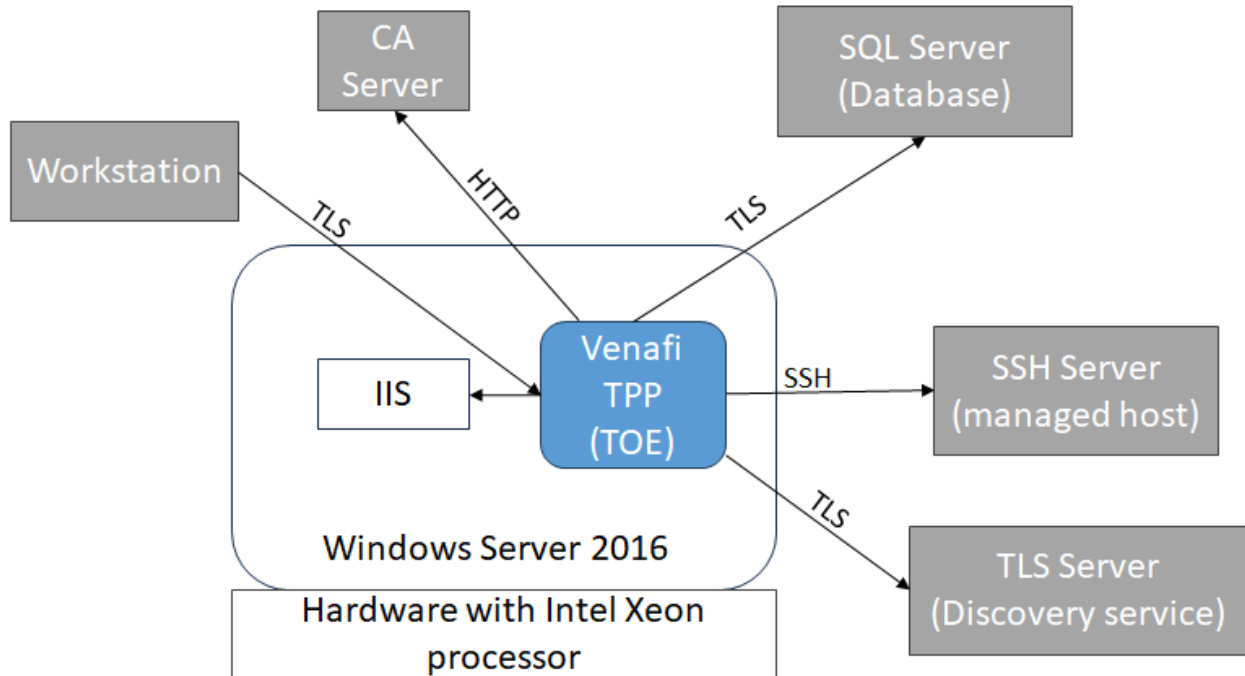 CA
Server
SQL Server
(Database)
Workstation
TLS
HTTP
TLS
Venafi
TPP
(TOE)
IIS
SSH
SSH Server
(managed host)
TLS
Windows Server 2016
TLS Server
(Discovery service)
Hardware with Intel Xeon
processor